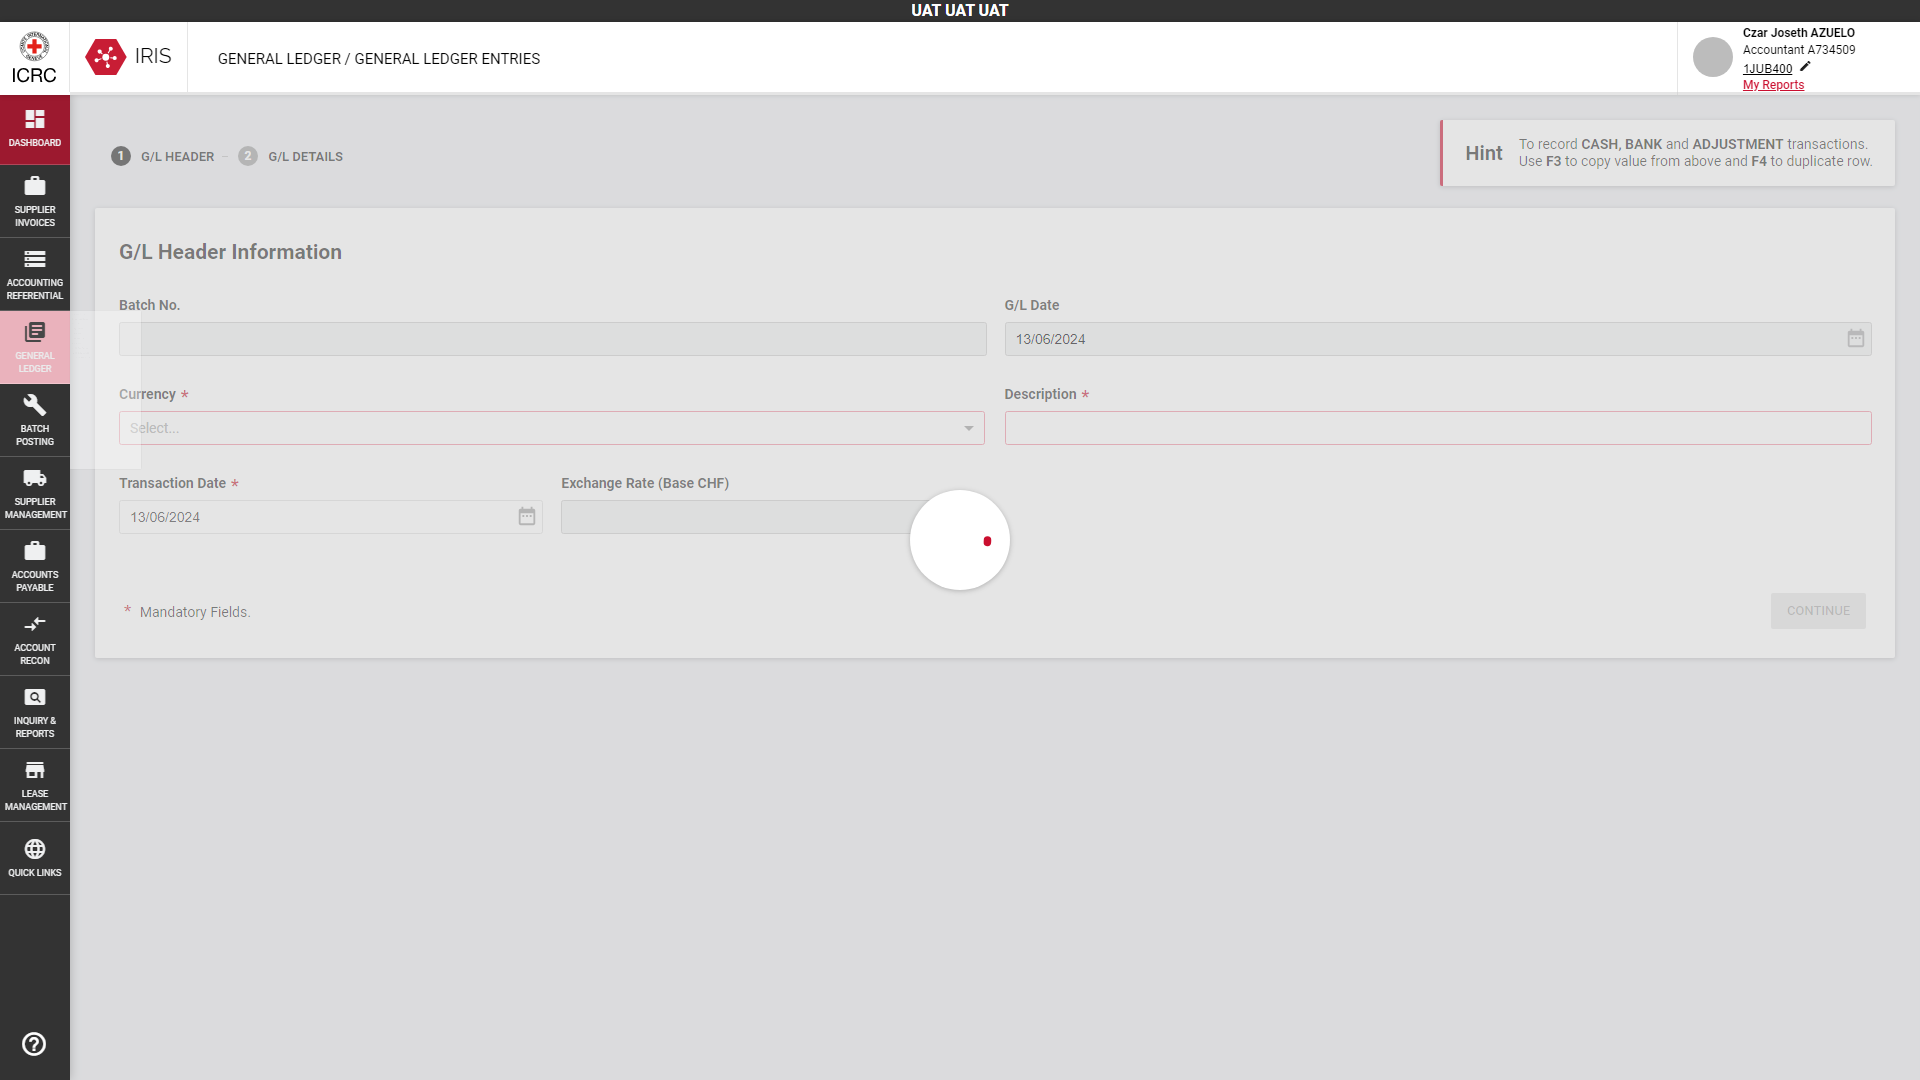 UAT UAT UAT
ICRC
IRIS
GENERAL LEDGER / GENERAL LEDGER ENTRIES
Czar Joseth AZUELO
Accountant A734509
1JUB400
My Reports
DASHBOARD
SUPPLIER
INVOICES
ACCOUNTING
REFERENTIAL
GENERAL
LEDGER
BATCH
POSTING
SUPPLIER
MANAGEMENT
ACCOUNTS
PAYABLE
ACCOUNT
RECON
INQUIRY &
REPORTS
LEASE
MANAGEMENT
QUICK LINKS
1 G/L HEADER – 2 G/L DETAILS
Hint
To record CASH, BANK and ADJUSTMENT transactions.
Use F3 to copy value from above and F4 to duplicate row.
G/L Header Information
Batch No.
G/L Date
13/06/2024
Currency *
Select...
Description *
Transaction Date *
13/06/2024
Exchange Rate (Base CHF)
* Mandatory Fields.
CONTINUE